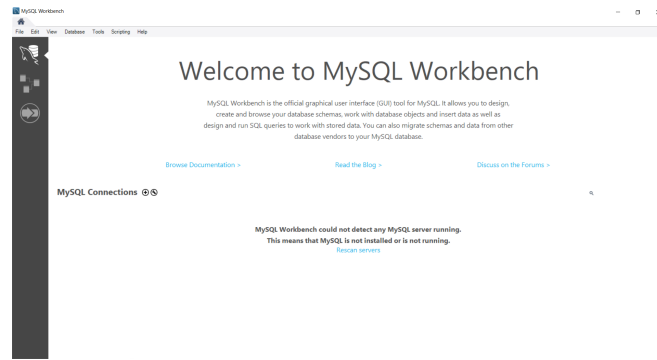 MySQL Workbench
File Edit View Database Tools Scripting Help
Welcome to MySQL Workbench
MySQL Workbench is the official graphical user interface (GUI) tool for MySQL. It allows you to design,
create and browse your database schemas, work with database objects and insert data as well as
design and run SQL queries to work with stored data. You can also migrate schemas and data from other
database vendors to your MySQL database.
Browse Documentation > Read the Blog > Discuss on the Forums >
MySQL Connections
MySQL Workbench could not detect any MySQL server running.
This means that MySQL is not installed or is not running.
Rescan servers